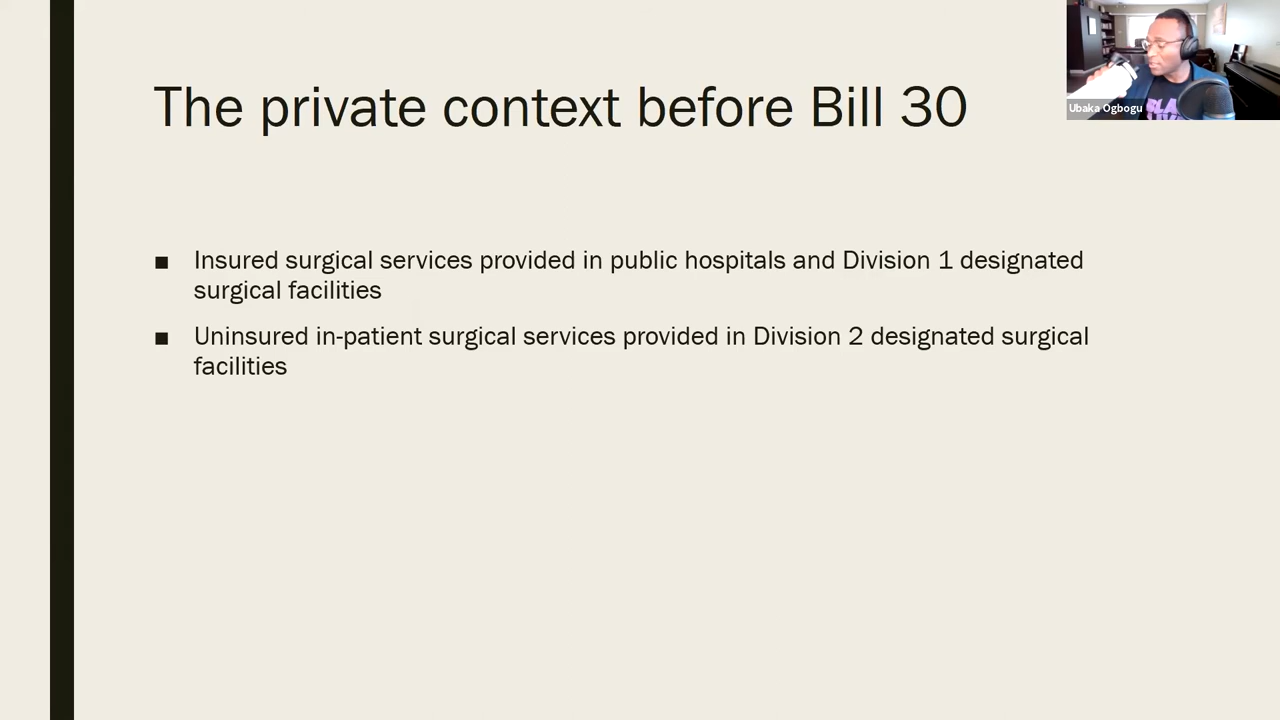 The private context before Bill 30
Ubaka Ogbogu
■ Insured surgical services provided in public hospitals and Division 1 designated
surgical facilities
■ Uninsured in-patient surgical services provided in Division 2 designated surgical
facilities